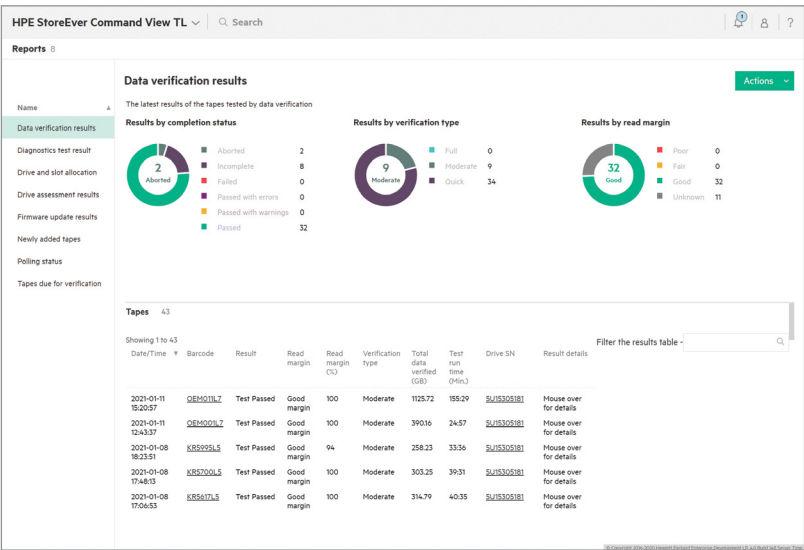 HPE StoreEver Command View TL Search 1 ?
Reports 8
Name
Data verification results
Diagnostics test result
Drive and slot allocation
Drive assessment results
Firmware update results
Newly added tapes
Polling status
Tapes due for verification
Data verification results
Actions
The latest results of the tapes tested by data verification
Results by completion status
2
Aborted
Aborted 2
Incomplete 8
Failed 0
Passed with errors 0
Passed with warnings 0
Passed 32
Results by verification type
9
Moderate
Full 0
Moderate 9
Quick 34
Results by read margin
32
Good
Poor 0
Fair 0
Good 32
Unknown 11
Tapes 43
Showing 1 to 43
Filter the results table -
Date/Time Barcode Result Read margin Read margin (%) Verification type Total data verified (GB) Test run time (Min.) Drive SN Result details
2021-01-11 15:20:57 OEM011L7 Test Passed Good margin 100 Moderate 1125.72 155:29 5U15305181 Mouse over for details
2021-01-11 12:43:37 OEM001L7 Test Passed Good margin 100 Moderate 390.16 24:57 5U15305181 Mouse over for details
2021-01-08 18:23:51 KR5995L5 Test Passed Good margin 94 Moderate 258.23 33:36 5U15305181 Mouse over for details
2021-01-08 17:48:13 KR5700L5 Test Passed Good margin 100 Moderate 303.25 39:31 5U15305181 Mouse over for details
2021-01-08 17:06:53 KR5617L5 Test Passed Good margin 100 Moderate 314.79 40:35 5U15305181 Mouse over for details
© Copyright 2016-2020 Hewlett Packard Enterprise Development LP